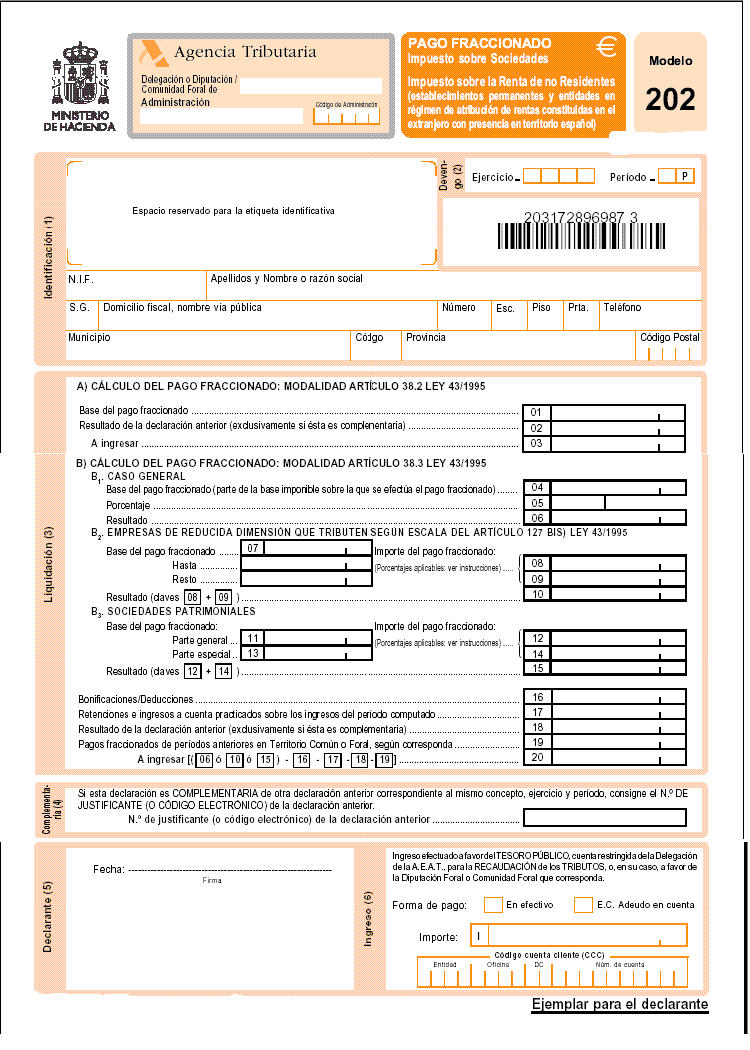 MINISTERIO
DE HACIENDA
Agencia Tributaria
Delegación o Diputación /
Comunidad Foral de
Administración
Código de Administración
PAGO FRACCIONADO
€
Impuesto sobre Sociedades
Impuesto sobre la Renta de no Residentes
(establecimientos permanentes y entidades en
régimen de atribución de rentas constituidas en el
extranjero con presencia en territorio español)
Modelo
202
Identificación (1)
Espacio reservado para la etiqueta identificativa
Deven-
go (2)
Ejercicio
Período
P
203172896987 3
N.I.F.
Apellidos y Nombre o razón social
S.G.
Domicilio fiscal, nombre vía pública
Número
Esc.
Piso
Prta.
Teléfono
Municipio
Códgo
Provincia
Código Postal
Liquidación (3)
A) CÁLCULO DEL PAGO FRACCIONADO: MODALIDAD ARTÍCULO 38.2 LEY 43/1995
Base del pago fraccionado 01
Resultado de la declaración anterior (exclusivamente si ésta es complementaria) 02
A ingresar 03
B) CÁLCULO DEL PAGO FRACCIONADO: MODALIDAD ARTÍCULO 38.3 LEY 43/1995
B1. CASO GENERAL
Base del pago fraccionado (parte de la base imponible sobre la que se efectúa el pago fraccionado) 04
Porcentaje 05
Resultado 06
B2. EMPRESAS DE REDUCIDA DIMENSIÓN QUE TRIBUTEN SEGÚN ESCALA DEL ARTÍCULO 127 BIS) LEY 43/1995
Base del pago fraccionado 07 Importe del pago fraccionado:
Hasta (Porcentajes aplicables: ver instrucciones) 08
Resto 09
Resultado (claves 08 + 09 ) 10
B3. SOCIEDADES PATRIMONIALES
Base del pago fraccionado: Importe del pago fraccionado:
Parte general 11 (Porcentajes aplicables: ver instrucciones) 12
Parte especial 13 14
Resultado (claves 12 + 14 ) 15
Bonificaciones/Deducciones 16
Retenciones e ingresos a cuenta practicados sobre los ingresos del período computado 17
Resultado de la declaración anterior (exclusivamente si ésta es complementaria) 18
Pagos fraccionados de períodos anteriores en Territorio Común o Foral, según corresponda 19
A ingresar [( 06 ó 10 ó 15 ) - 16 - 17 - 18 - 19 ] 20
Complementa-
ria (4)
Si esta declaración es COMPLEMENTARIA de otra declaración anterior correspondiente al mismo concepto, ejercicio y período, consigne el N.º DE
JUSTIFICANTE (O CÓDIGO ELECTRÓNICO) de la declaración anterior.
N.º de justificante (o código electrónico) de la declaración anterior
Declarante (5)
Fecha:
Firma
Ingreso (6)
Ingreso efectuado a favor del TESORO PÚBLICO, cuenta restringida de la Delegación
de la A.E.A.T., para la RECAUDACIÓN de los TRIBUTOS, o, en su caso, a favor de
la Diputación Foral o Comunidad Foral que corresponda.
Forma de pago: En efectivo E.C. Adeudo en cuenta
Importe: I
Código cuenta cliente (CCC)
Entidad Oficina DC Núm. de cuenta
Ejemplar para el declarante